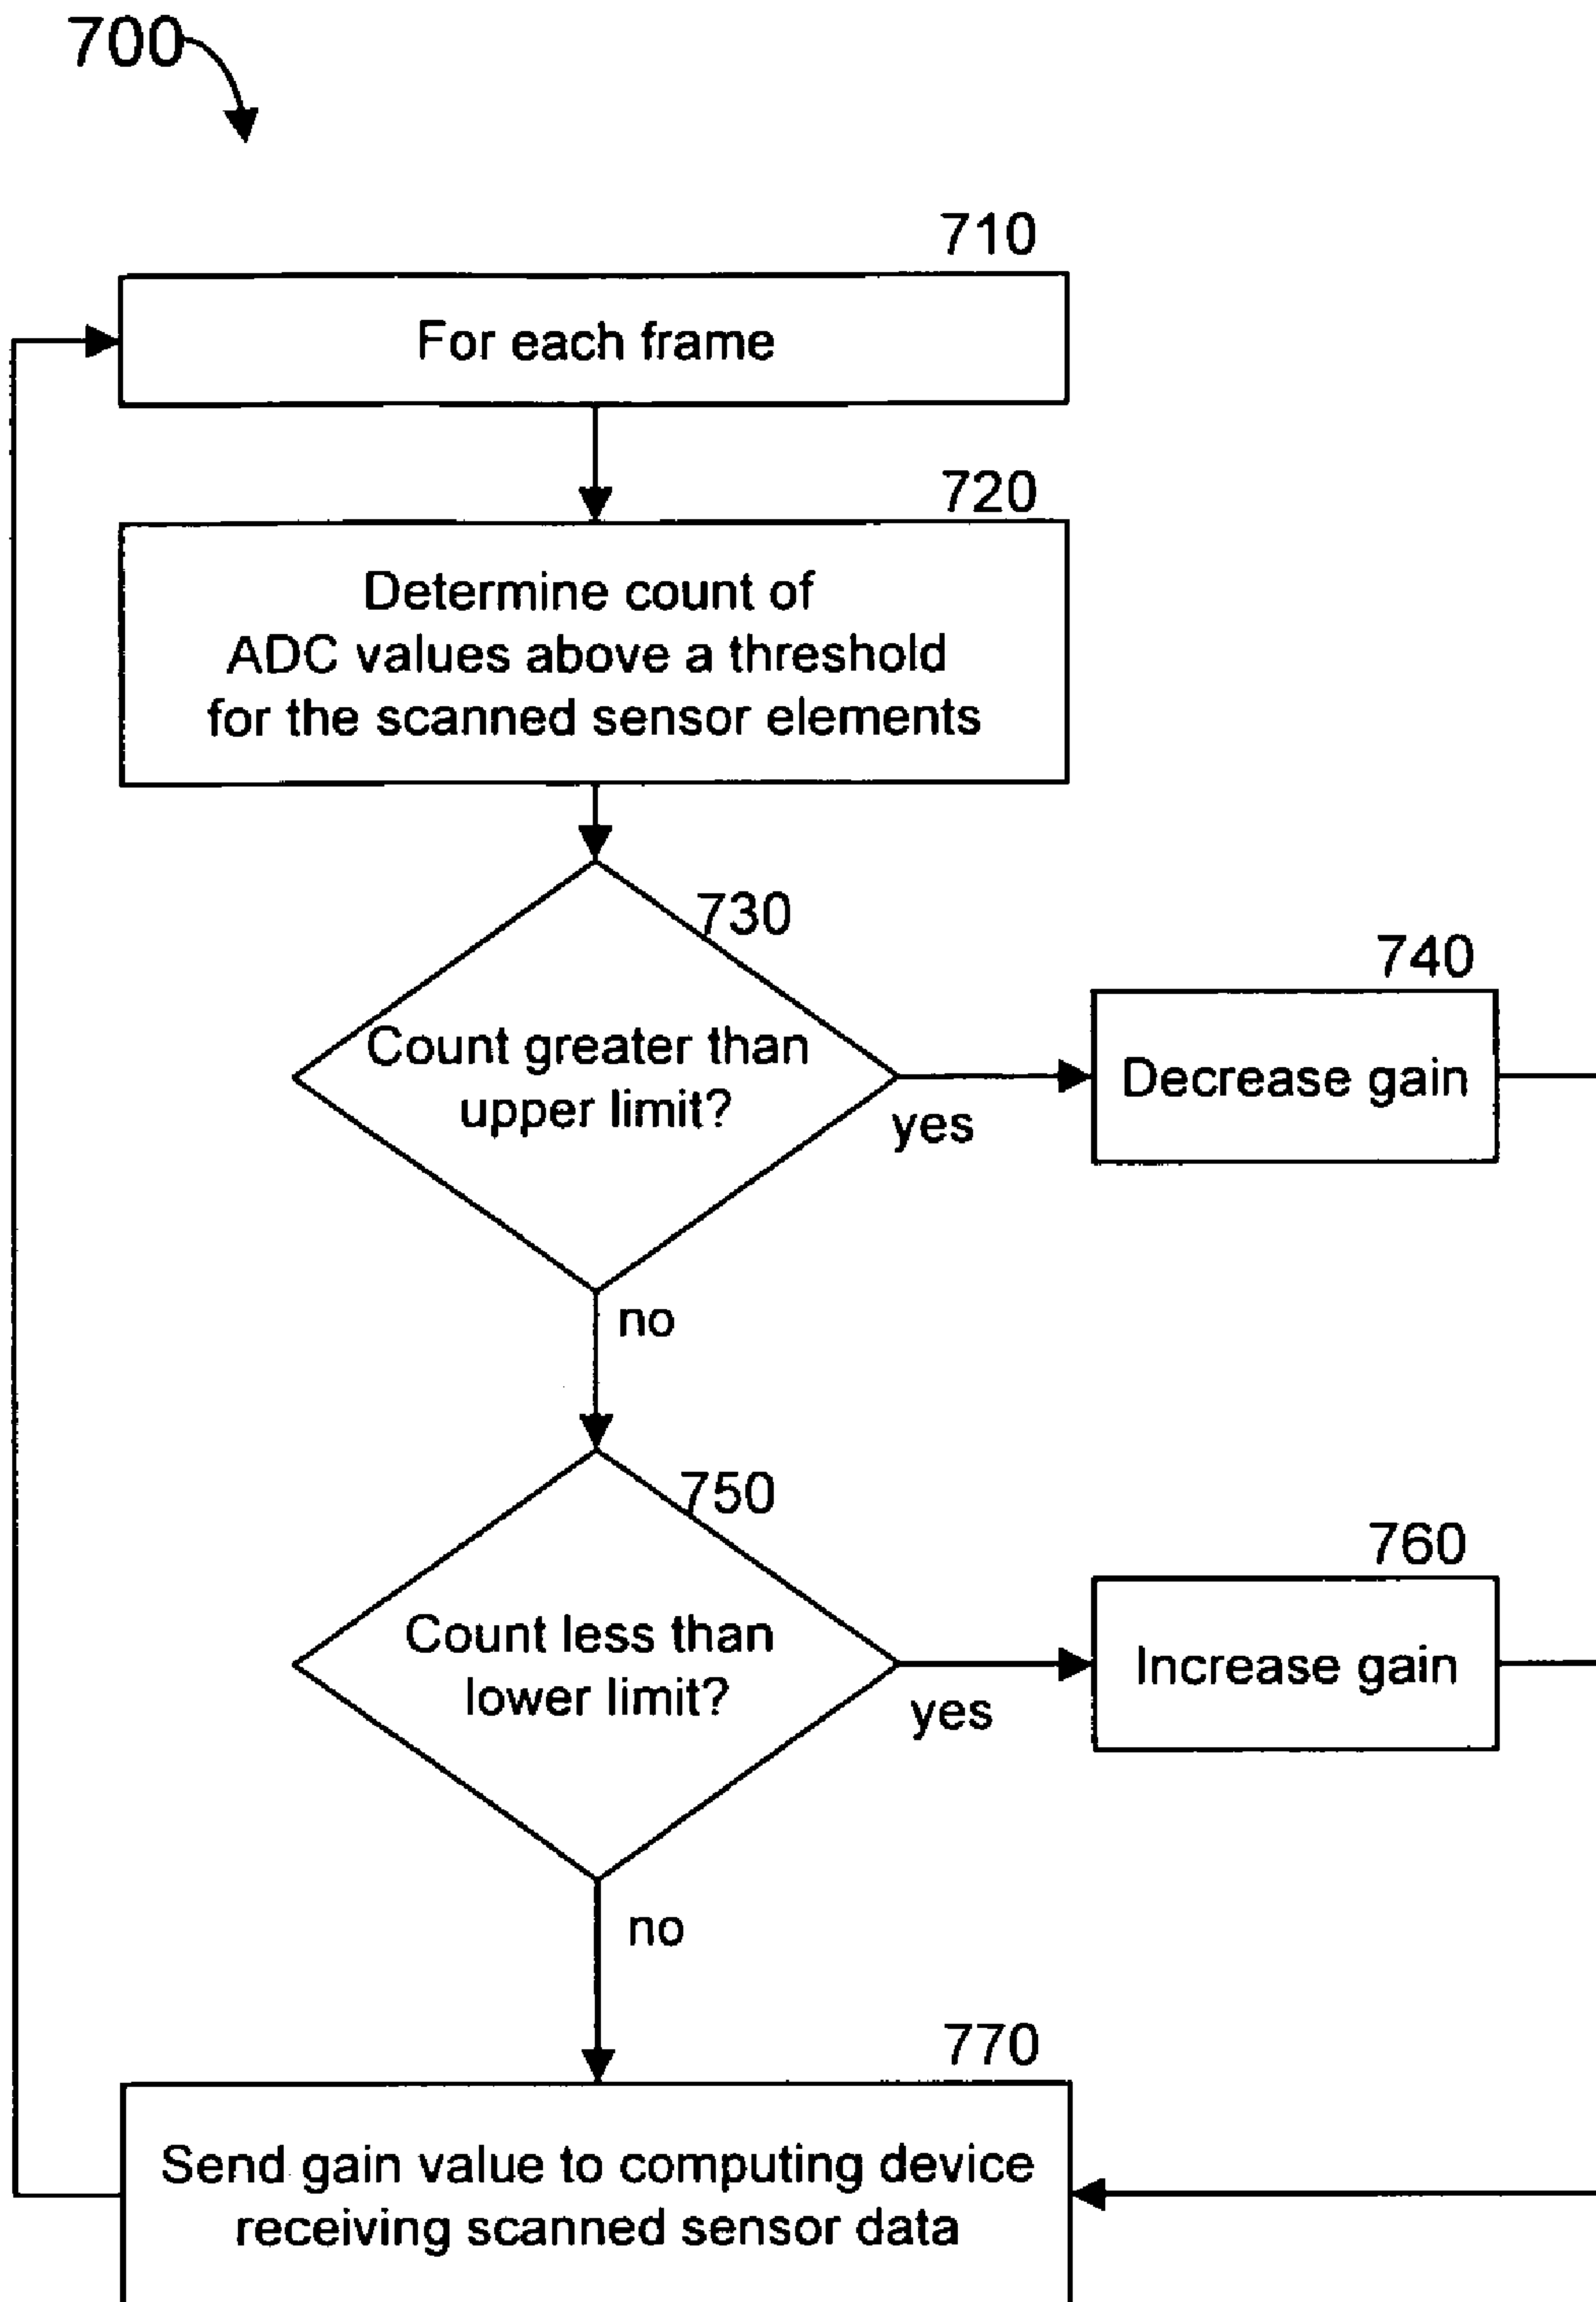 700
710
For each frame
720
Determine count of
ADC values above a threshold
for the scanned sensor elements
730
Count greater than
upper limit?
yes
740
Decrease gain
no
750
Count less than
lower limit?
yes
760
Increase gain
no
770
Send gain value to computing device
receiving scanned sensor data